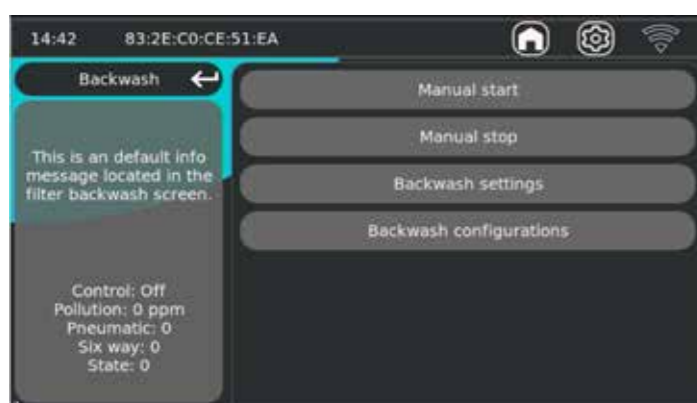 14:42 83:2E:C0:CE:51:EA
Backwash
This is an default info
message located in the
filter backwash screen.
Control: Off
Pollution: 0 ppm
Pneumatic: 0
Six way: 0
State: 0
Manual start
Manual stop
Backwash settings
Backwash configurations